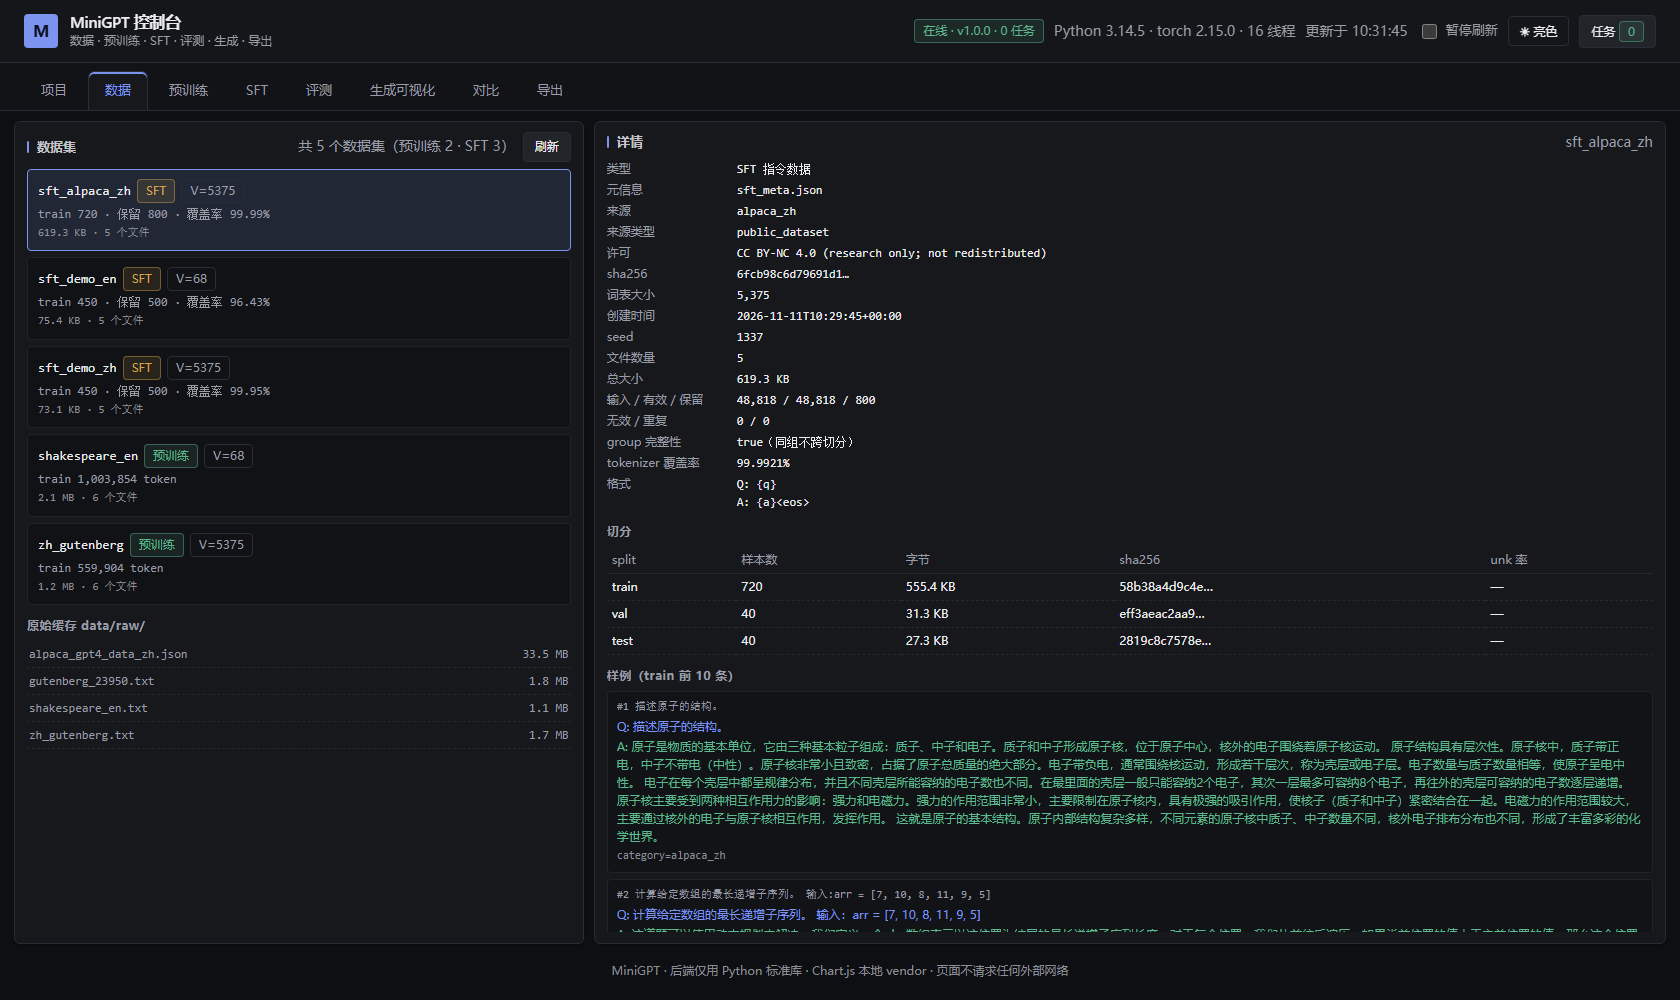 M
MiniGPT 控制台
数据 · 预训练 · SFT · 评测 · 生成 · 导出
在线 · v1.0.0 · 0 任务
Python 3.14.5 · torch 2.15.0 · 16 线程
更新于 10:31:45
暂停刷新
☀ 亮色
任务 0
项目
数据
预训练
SFT
评测
生成可视化
对比
导出
数据集
共 5 个数据集（预训练 2 · SFT 3）
刷新
sft_alpaca_zh SFT V=5375
train 720 · 保留 800 · 覆盖率 99.99%
619.3 KB · 5 个文件
sft_demo_en SFT V=68
train 450 · 保留 500 · 覆盖率 96.43%
75.4 KB · 5 个文件
sft_demo_zh SFT V=5375
train 450 · 保留 500 · 覆盖率 99.95%
73.1 KB · 5 个文件
shakespeare_en 预训练 V=68
train 1,003,854 token
2.1 MB · 6 个文件
zh_gutenberg 预训练 V=5375
train 559,904 token
1.2 MB · 6 个文件
原始缓存 data/raw/
alpaca_gpt4_data_zh.json 33.5 MB
gutenberg_23950.txt 1.8 MB
shakespeare_en.txt 1.1 MB
zh_gutenberg.txt 1.7 MB
详情 sft_alpaca_zh
类型 SFT 指令数据
元信息 sft_meta.json
来源 alpaca_zh
来源类型 public_dataset
许可 CC BY-NC 4.0 (research only; not redistributed)
sha256 6fcb98c6d79691d1…
词表大小 5,375
创建时间 2026-11-11T10:29:45+00:00
seed 1337
文件数量 5
总大小 619.3 KB
输入 / 有效 / 保留 48,818 / 48,818 / 800
无效 / 重复 0 / 0
group 完整性 true（同组不跨切分）
tokenizer 覆盖率 99.9921%
格式 Q: {q}
A: {a}<eos>
切分
split 样本数 字节 sha256 unk 率
train 720 555.4 KB 58b38a4d9c4e… —
val 40 31.3 KB eff3aeac2aa9… —
test 40 27.3 KB 2819c8c7578e… —
样例（train 前 10 条）
#1 描述原子的结构。
Q: 描述原子的结构。
A: 原子是物质的基本单位，它由三种基本粒子组成：质子、中子和电子。质子和中子形成原子核，位于原子中心，核外的电子围绕着原子核运动。 原子结构具有层次性。原子核中，质子带正
电，中子不带电（中性）。原子核非常小且致密，占据了原子总质量的绝大部分。电子带负电，通常围绕核运动，形成若干层次，称为壳层或电子层。电子数量与质子数量相等，使原子呈电中
性。 电子在每个壳层中都呈规律分布，并且不同壳层所能容纳的电子数也不同。在最里面的壳层一般只能容纳2个电子，其次一层最多可容纳8个电子，再往外的壳层可容纳的电子数逐层递增。
原子核主要受到两种相互作用力的影响：强力和电磁力。强力的作用范围非常小，主要限制在原子核内，具有极强的吸引作用，使核子（质子和中子）紧密结合在一起。电磁力的作用范围较大，
主要通过核外的电子与原子核相互作用，发挥作用。 这就是原子的基本结构。原子内部结构复杂多样，不同元素的原子核中质子、中子数量不同，核外电子排布分布也不同，形成了丰富多彩的化
学世界。
category=alpaca_zh
#2 计算给定数组的最长递增子序列。 输入:arr = [7, 10, 8, 11, 9, 5]
Q: 计算给定数组的最长递增子序列。 输入：arr = [7, 10, 8, 11, 9, 5]
MiniGPT · 后端仅用 Python 标准库 · Chart.js 本地 vendor · 页面不请求任何外部网络